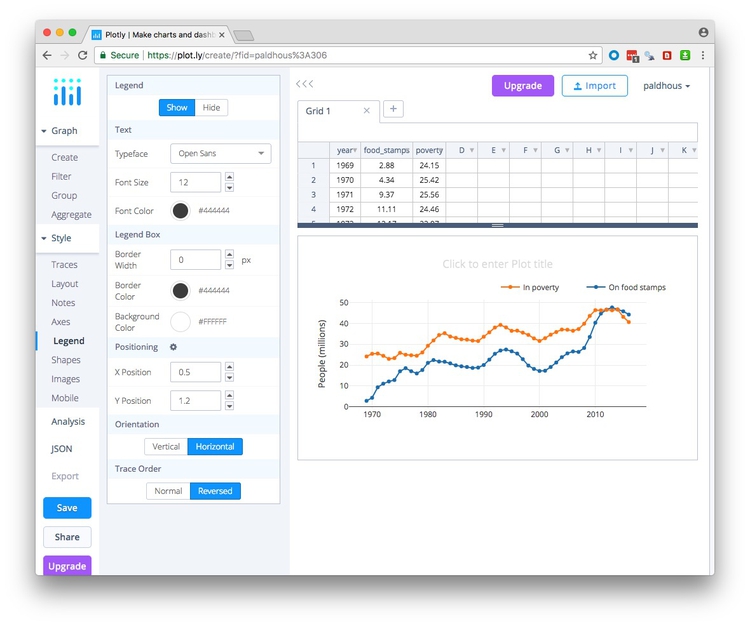 Plotly | Make charts and dashb
Secure | https://plot.ly/create/?fid=paldhous%3A306
1
Graph
Create
Filter
Group
Aggregate
Style
Traces
Layout
Notes
Axes
Legend
Shapes
Images
Mobile
Analysis
JSON
Export
Save
Share
Upgrade
Legend
Show Hide
Text
Typeface Open Sans
Font Size 12
Font Color #444444
Legend Box
Border
Width 0 px
Border
Color #444444
Background
Color #FFFFFF
Positioning
X Position 0.5
Y Position 1.2
Orientation
Vertical Horizontal
Trace Order
Normal Reversed
Upgrade Import paldhous
Grid 1
year food_stamps poverty D E F G H I J K
1 1969 2.88 24.15
2 1970 4.34 25.42
3 1971 9.37 25.56
4 1972 11.11 24.46
Click to enter Plot title
In poverty On food stamps
People (millions)
50
40
30
20
10
0
1970 1980 1990 2000 2010